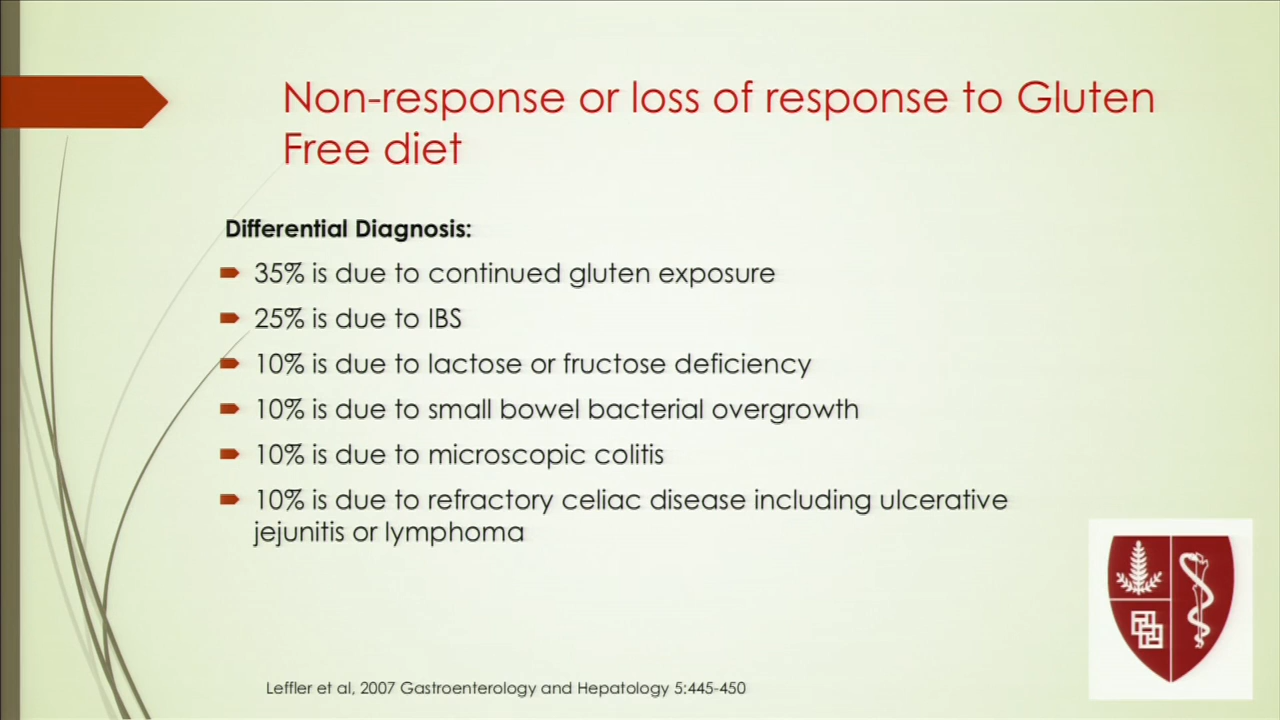 Non-response or loss of response to Gluten
Free diet
Differential Diagnosis:
35% is due to continued gluten exposure
25% is due to IBS
10% is due to lactose or fructose deficiency
10% is due to small bowel bacterial overgrowth
10% is due to microscopic colitis
10% is due to refractory celiac disease including ulcerative
jejunitis or lymphoma
Leffler et al, 2007 Gastroenterology and Hepatology 5:445-450